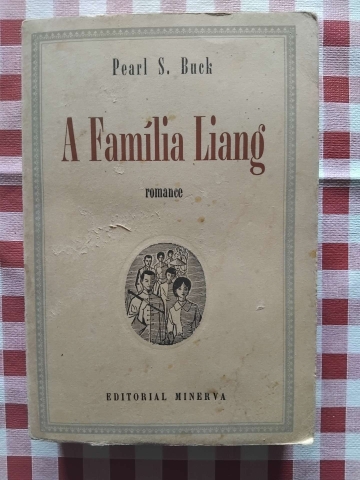 Pearl S. Buck
A Família Liang
romance
EDITORIAL MINERVA